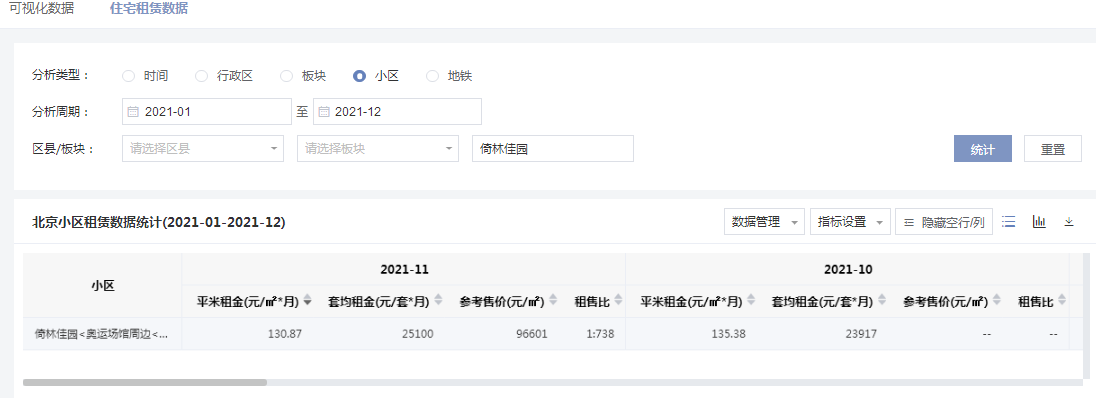 可视化数据 住宅租赁数据
分析类型： 时间 行政区 板块 小区 地铁
分析周期： 2021-01 至 2021-12
区县/板块： 请选择区县 请选择板块 倚林佳园 统计 重置
北京小区租赁数据统计(2021-01-2021-12) 数据管理 指标设置 隐藏空行/列
小区 2021-11 2021-10
平米租金(元/㎡*月) 套均租金(元/套*月) 参考售价(元/㎡) 租售比 平米租金(元/㎡*月) 套均租金(元/套*月) 参考售价(元/㎡) 租售比
倚林佳园<奥运场馆周边<... 130.87 25100 96601 1:738 135.38 23917 -- --